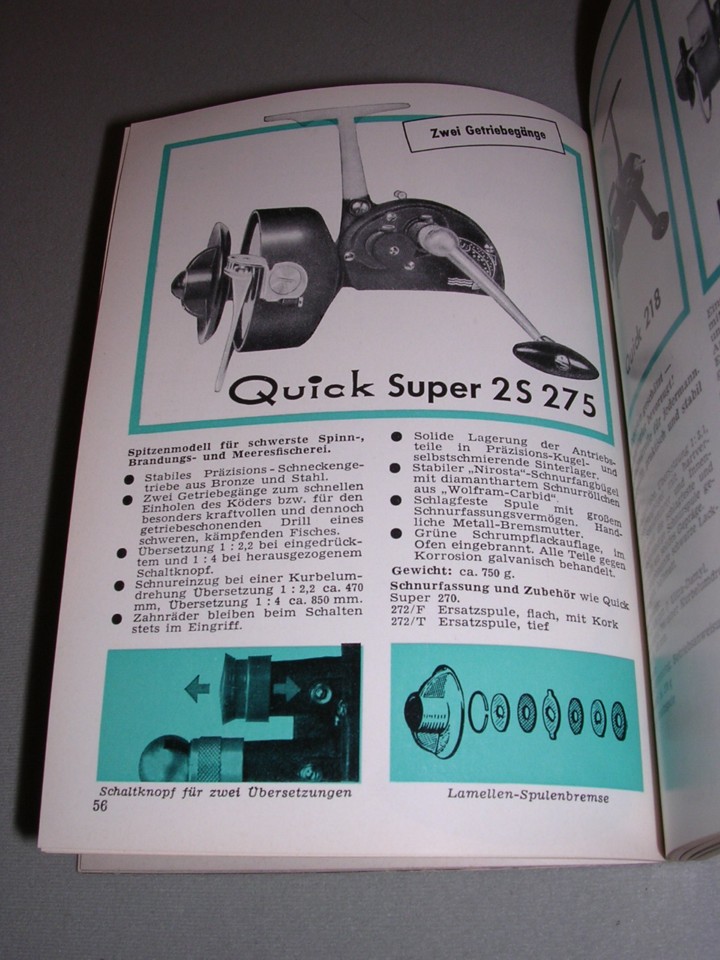 Zwei Getriebegänge
Quick Super 2S 275
Spitzenmodell für schwerste Spinn-,
Brandungs- und Meeresfischerei.
● Stabiles Präzisions-Schneckenge-
triebe aus Bronze und Stahl.
● Zwei Getriebegänge zum schnellen
Einholen des Köders bzw. für den
besonders kraftvollen und dennoch
getriebeschonenden Drill eines
schweren, kämpfenden Fisches.
● Übersetzung 1 : 2,2 bei eingedrück-
tem und 1 : 4 bei herausgezogenem
Schaltknopf.
● Schnureinzug bei einer Kurbelum-
drehung Übersetzung 1 : 2,2 ca. 470
mm, Übersetzung 1 : 4 ca. 850 mm.
● Zahnräder bleiben beim Schalten
stets im Eingriff.
● Solide Lagerung der Antriebs-
teile in Präzisions-Kugel- und
selbstschmierende Sinterlager.
● Stabiler „Nirosta"-Schnurfangbügel
mit diamanthartem Schnurröllchen
aus „Wolfram-Carbid".
● Schlagfeste Spule mit großem
Schnurfassungsvermögen. Hand-
liche Metall-Bremsmutter.
● Grüne Schrumpflackauflage, im
Ofen eingebrannt. Alle Teile gegen
Korrosion galvanisch behandelt.
Gewicht: ca. 750 g.
Schnurfassung und Zubehör wie Quick
Super 270.
272/F Ersatzspule, flach, mit Kork
272/T Ersatzspule, tief
Schaltknopf für zwei Übersetzungen
Lamellen-Spulenbremse
56
Quick 218